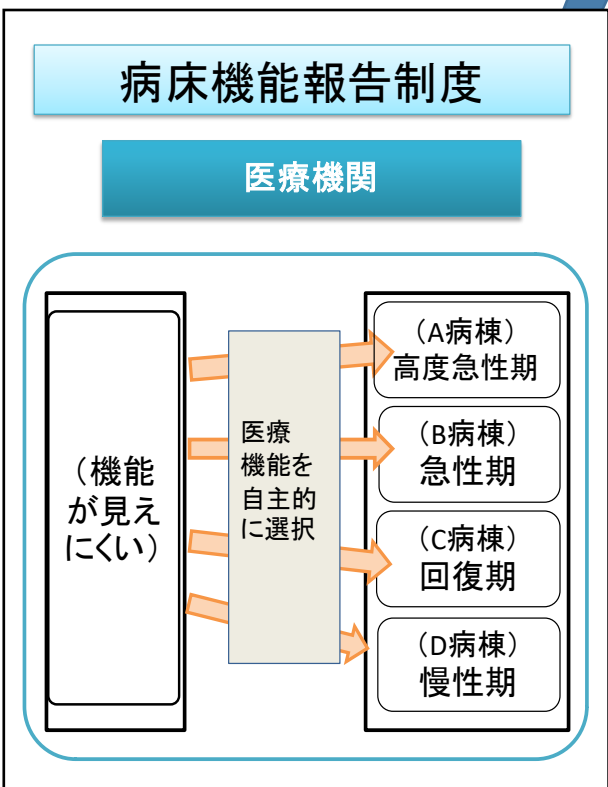 病床機能報告制度
医療機関
（機能
が見え
にくい）
医療
機能を
自主的
に選択
（A病棟）
高度急性期
（B病棟）
急性期
（C病棟）
回復期
（D病棟）
慢性期